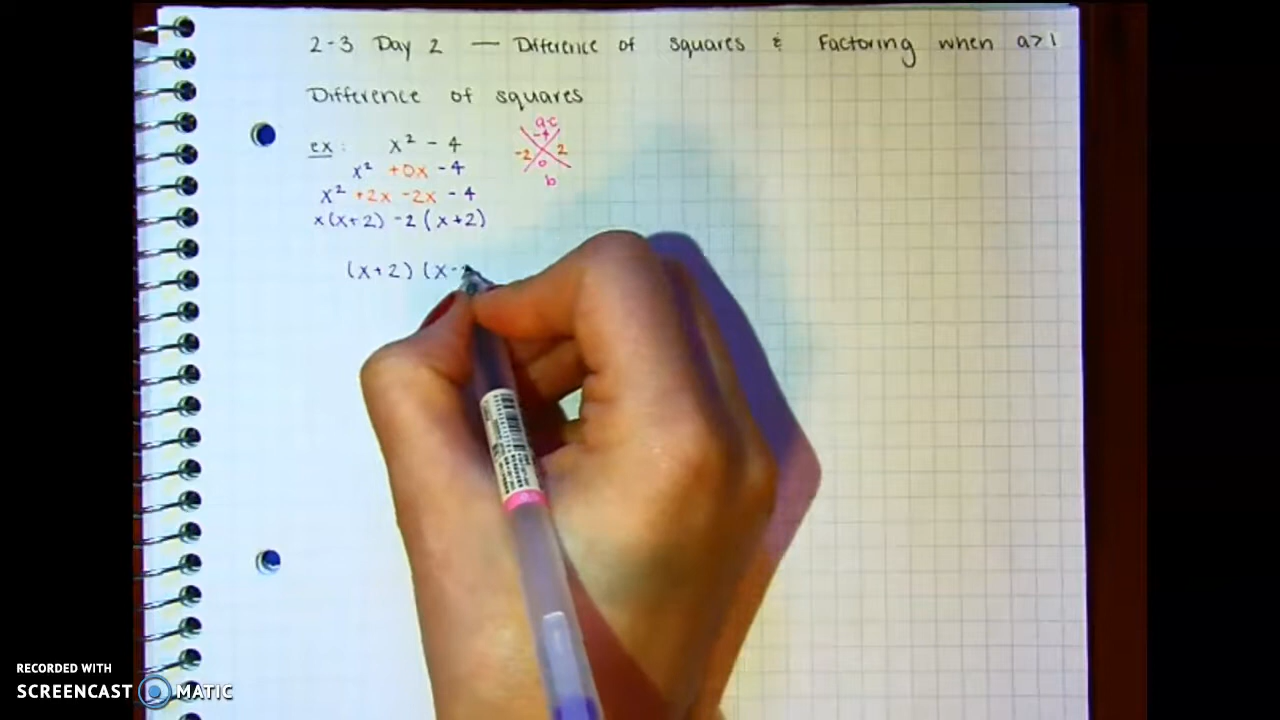 2-3 Day 2 — Difference of squares & Factoring when a>1
Difference of squares
ex: x² - 4
x² +0x -4
x² +2x -2x -4
x(x+2) -2(x+2)
(x+2)(x-2
a·c
-4
-2 2
0
b
RECORDED WITH
SCREENCAST MATIC